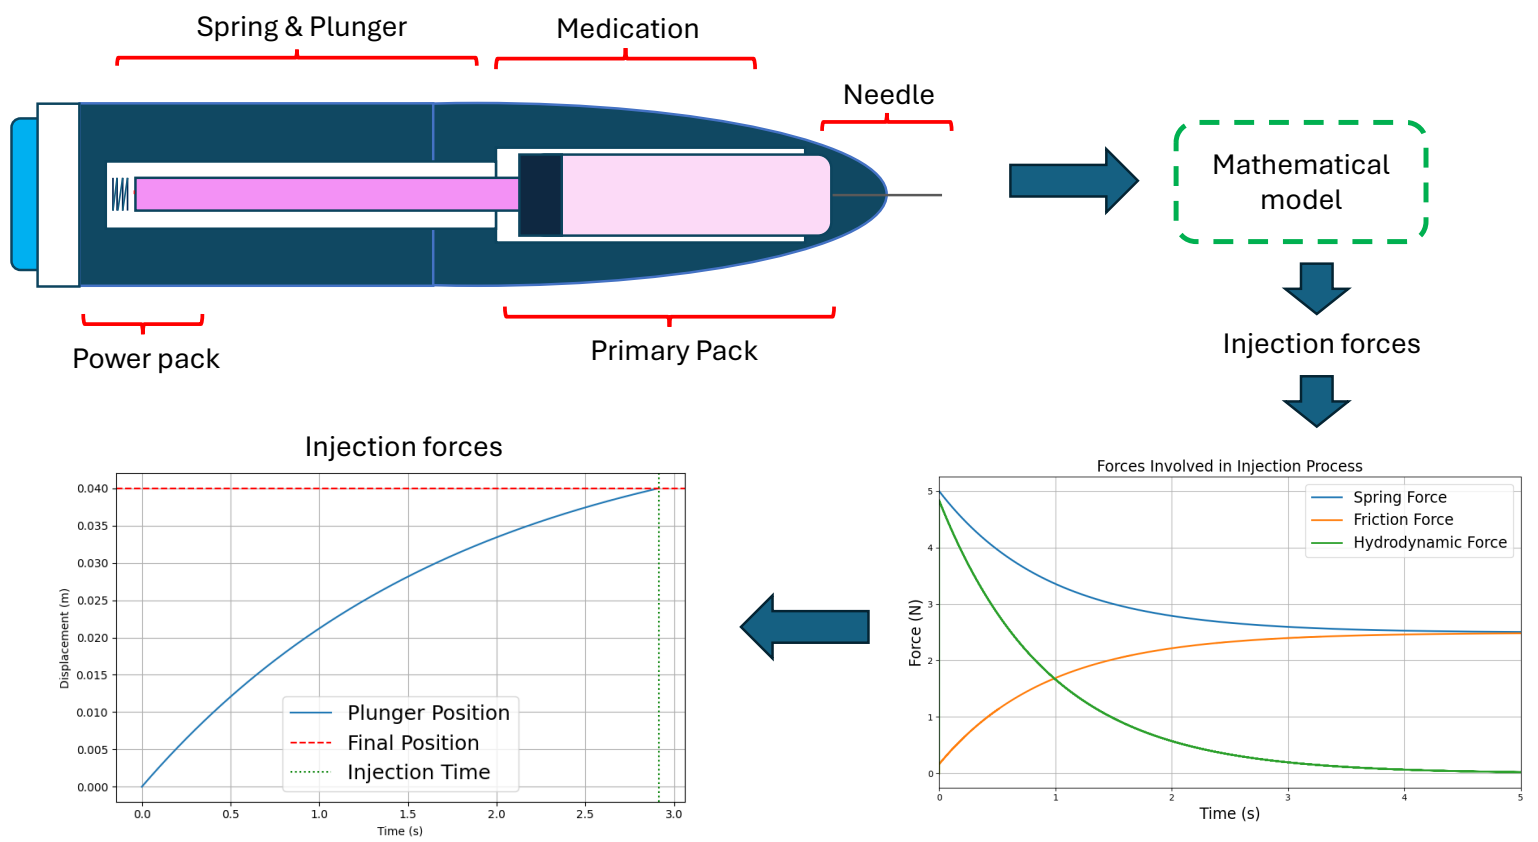 Spring & Plunger
Medication
Needle
Mathematical
model
Power pack
Primary Pack
Injection forces
Injection forces
0.040
0.035
0.030
0.025
0.020
0.015
0.010
0.005
0.000
Displacement (m)
Plunger Position
Final Position
Injection Time
0.0 0.5 1.0 1.5 2.0 2.5 3.0
Time (s)
Forces Involved in Injection Process
Spring Force
Friction Force
Hydrodynamic Force
5
4
3
2
1
0
Force (N)
0 1 2 3 4 5
Time (s)